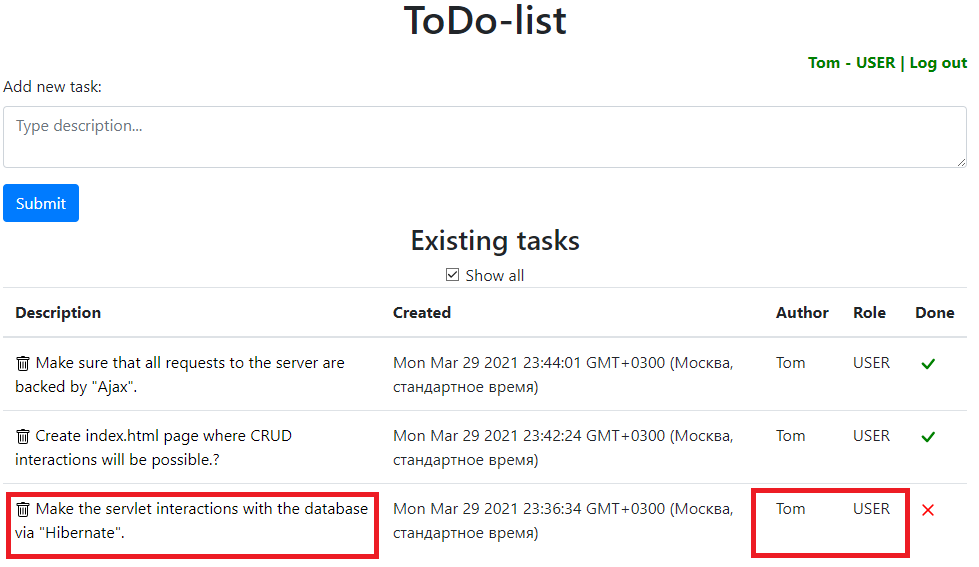 ToDo-list
Tom - USER | Log out
Add new task:
Type description...
Submit
Existing tasks
Show all
Description Created Author Role Done
Make sure that all requests to the server are Mon Mar 29 2021 23:44:01 GMT+0300 (Москва, Tom USER
backed by "Ajax". стандартное время)
Create index.html page where CRUD Mon Mar 29 2021 23:42:24 GMT+0300 (Москва, Tom USER
interactions will be possible.? стандартное время)
Make the servlet interactions with the database Mon Mar 29 2021 23:36:34 GMT+0300 (Москва, Tom USER
via "Hibernate". стандартное время)